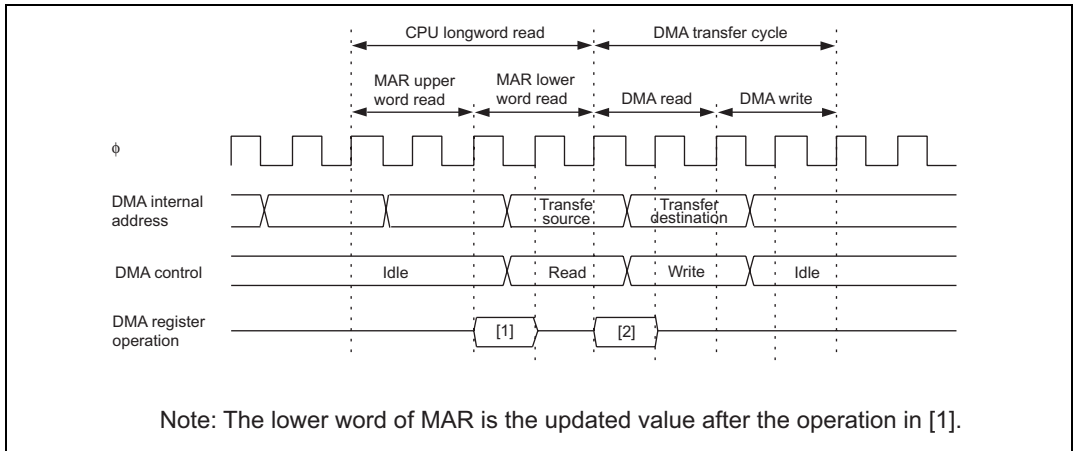 CPU longword read DMA transfer cycle
MAR upper word read MAR lower word read DMA read DMA write
φ
DMA internal address
Transfe source Transfer destination
DMA control Idle Read Write Idle
DMA register operation [1] [2]
Note: The lower word of MAR is the updated value after the operation in [1].